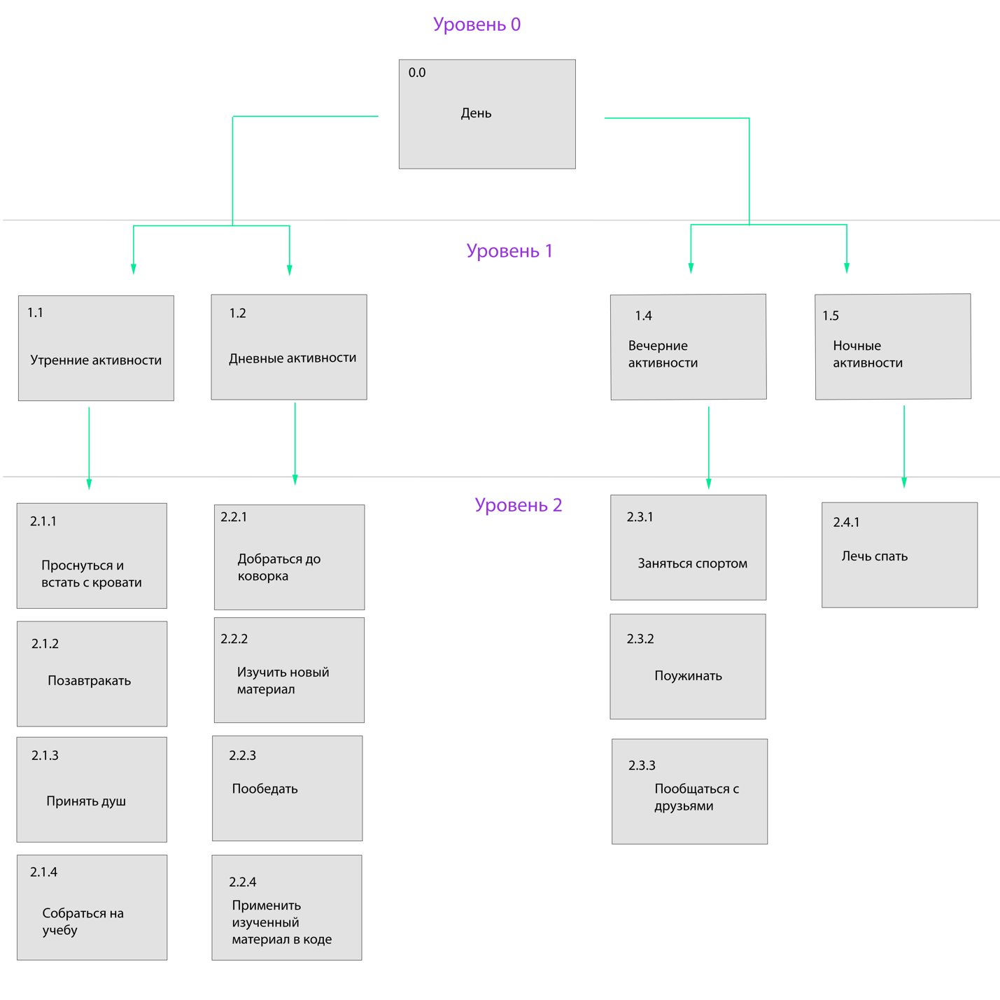 Уровень 0
0.0
День
Уровень 1
1.1
Утренние активности
1.2
Дневные активности
1.4
Вечерние
активности
1.5
Ночные
активности
Уровень 2
2.1.1
Проснуться и
встать с кровати
2.1.2
Позавтракать
2.1.3
Принять душ
2.1.4
Собраться на
учебу
2.2.1
Добраться до
коворка
2.2.2
Изучить новый
материал
2.2.3
Пообедать
2.2.4
Применить
изученный
материал в коде
2.3.1
Заняться спортом
2.3.2
Поужинать
2.3.3
Пообщаться с
друзьями
2.4.1
Лечь спать